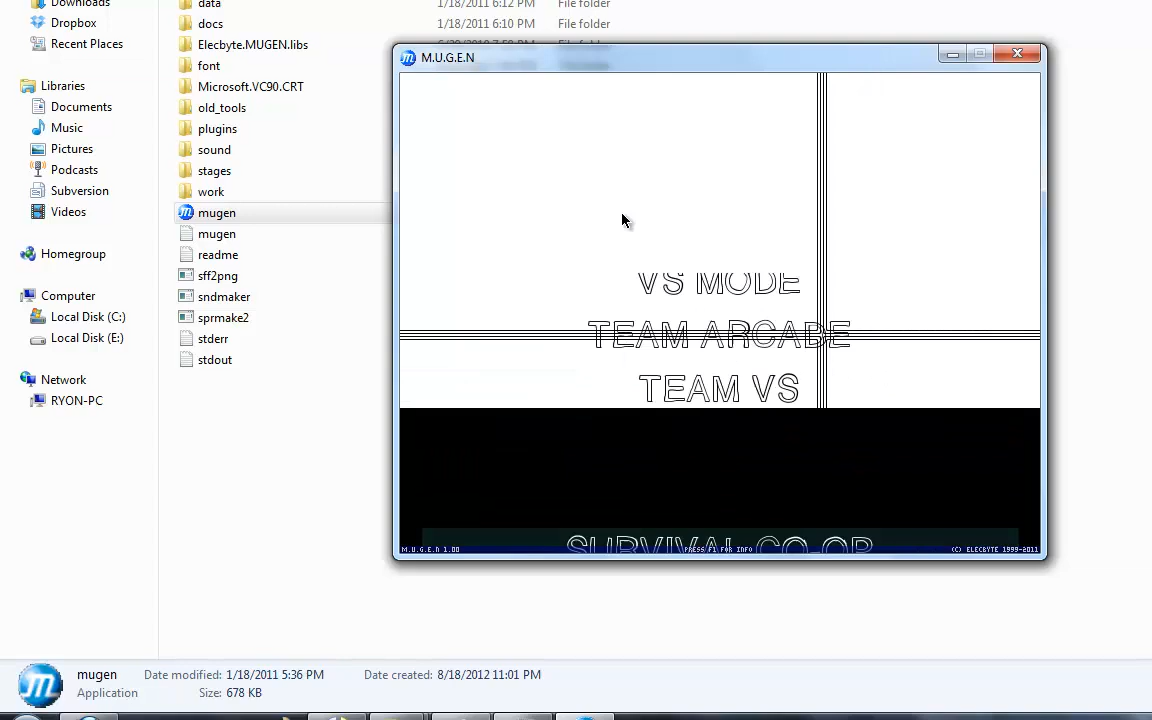 Downloads
Dropbox
Recent Places
Libraries
Documents
Music
Pictures
Podcasts
Subversion
Videos
Homegroup
Computer
Local Disk (C:)
Local Disk (E:)
Network
RYON-PC
data 1/18/2011 6:12 PM File folder
docs 1/18/2011 6:10 PM File folder
Elecbyte.MUGEN.libs
font
Microsoft.VC90.CRT
old_tools
plugins
sound
stages
work
mugen
mugen
readme
sff2png
sndmaker
sprmake2
stderr
stdout
M.U.G.E.N
VS MODE
TEAM ARCADE
TEAM VS
SURVIVAL CO-OP
M.U.G.E.N 1.00 PRESS F1 FOR INFO (C) ELECBYTE 1999-2011
mugen Date modified: 1/18/2011 5:36 PM Date created: 8/18/2012 11:01 PM
Application Size: 678 KB